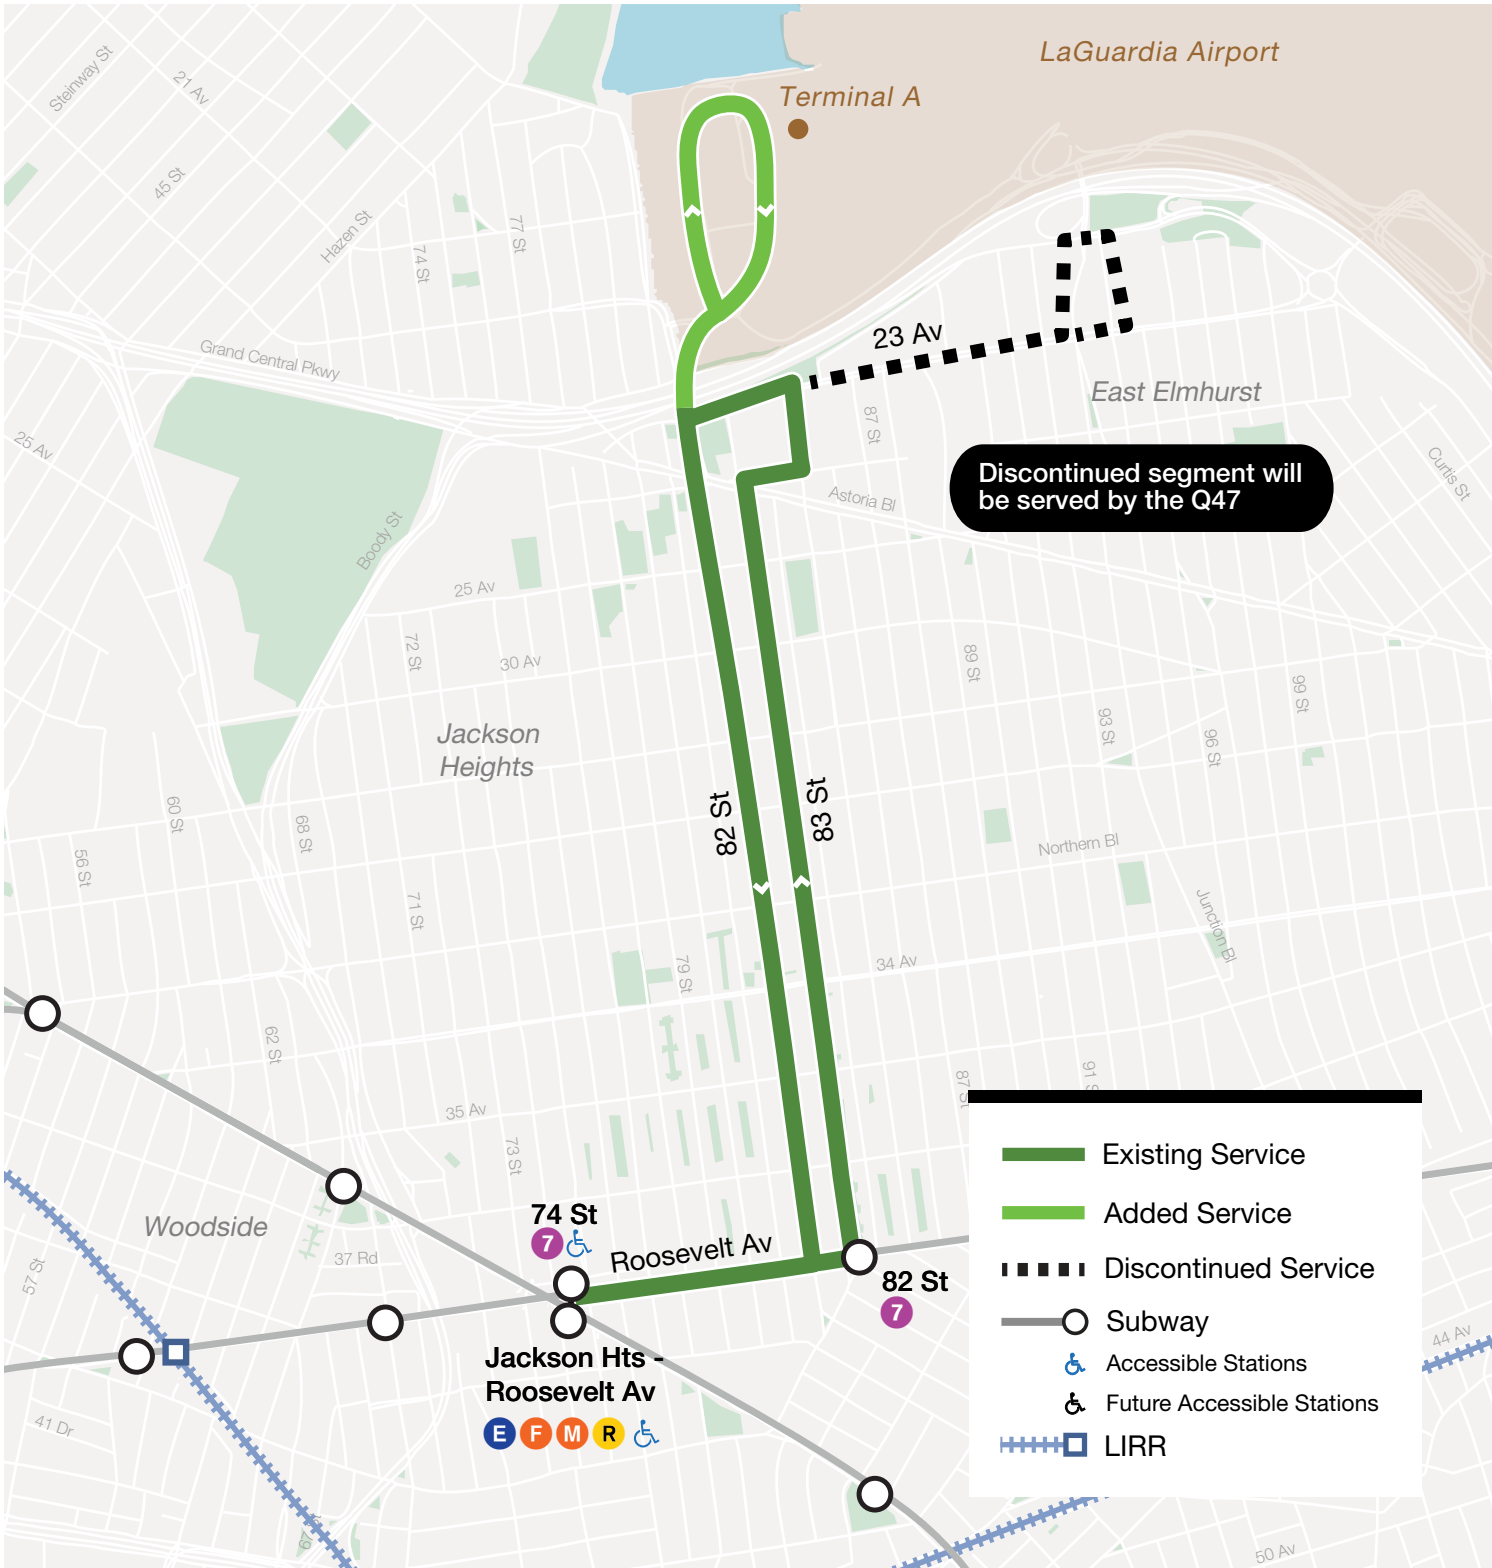 LaGuardia Airport
Terminal A
Steinway St
21 Av
45 St
Hazen St
74 St
77 St
Grand Central Pkwy
23 Av
East Elmhurst
87 St
25 Av
Discontinued segment will
be served by the Q47
Curtis St
Astoria Bl
Boody St
25 Av
72 St
30 Av
89 St
99 St
93 St
96 St
Jackson
Heights
60 St
68 St
82 St
83 St
56 St
Northern Bl
71 St
Junction Bl
79 St
34 Av
62 St
87 St
35 Av
73 St
Woodside
74 St
7
37 Rd
Roosevelt Av
57 St
82 St
7
Jackson Hts -
Roosevelt Av
E F M R
41 Dr
Existing Service
Added Service
Discontinued Service
Subway
Accessible Stations
Future Accessible Stations
LIRR
44 Av
50 Av